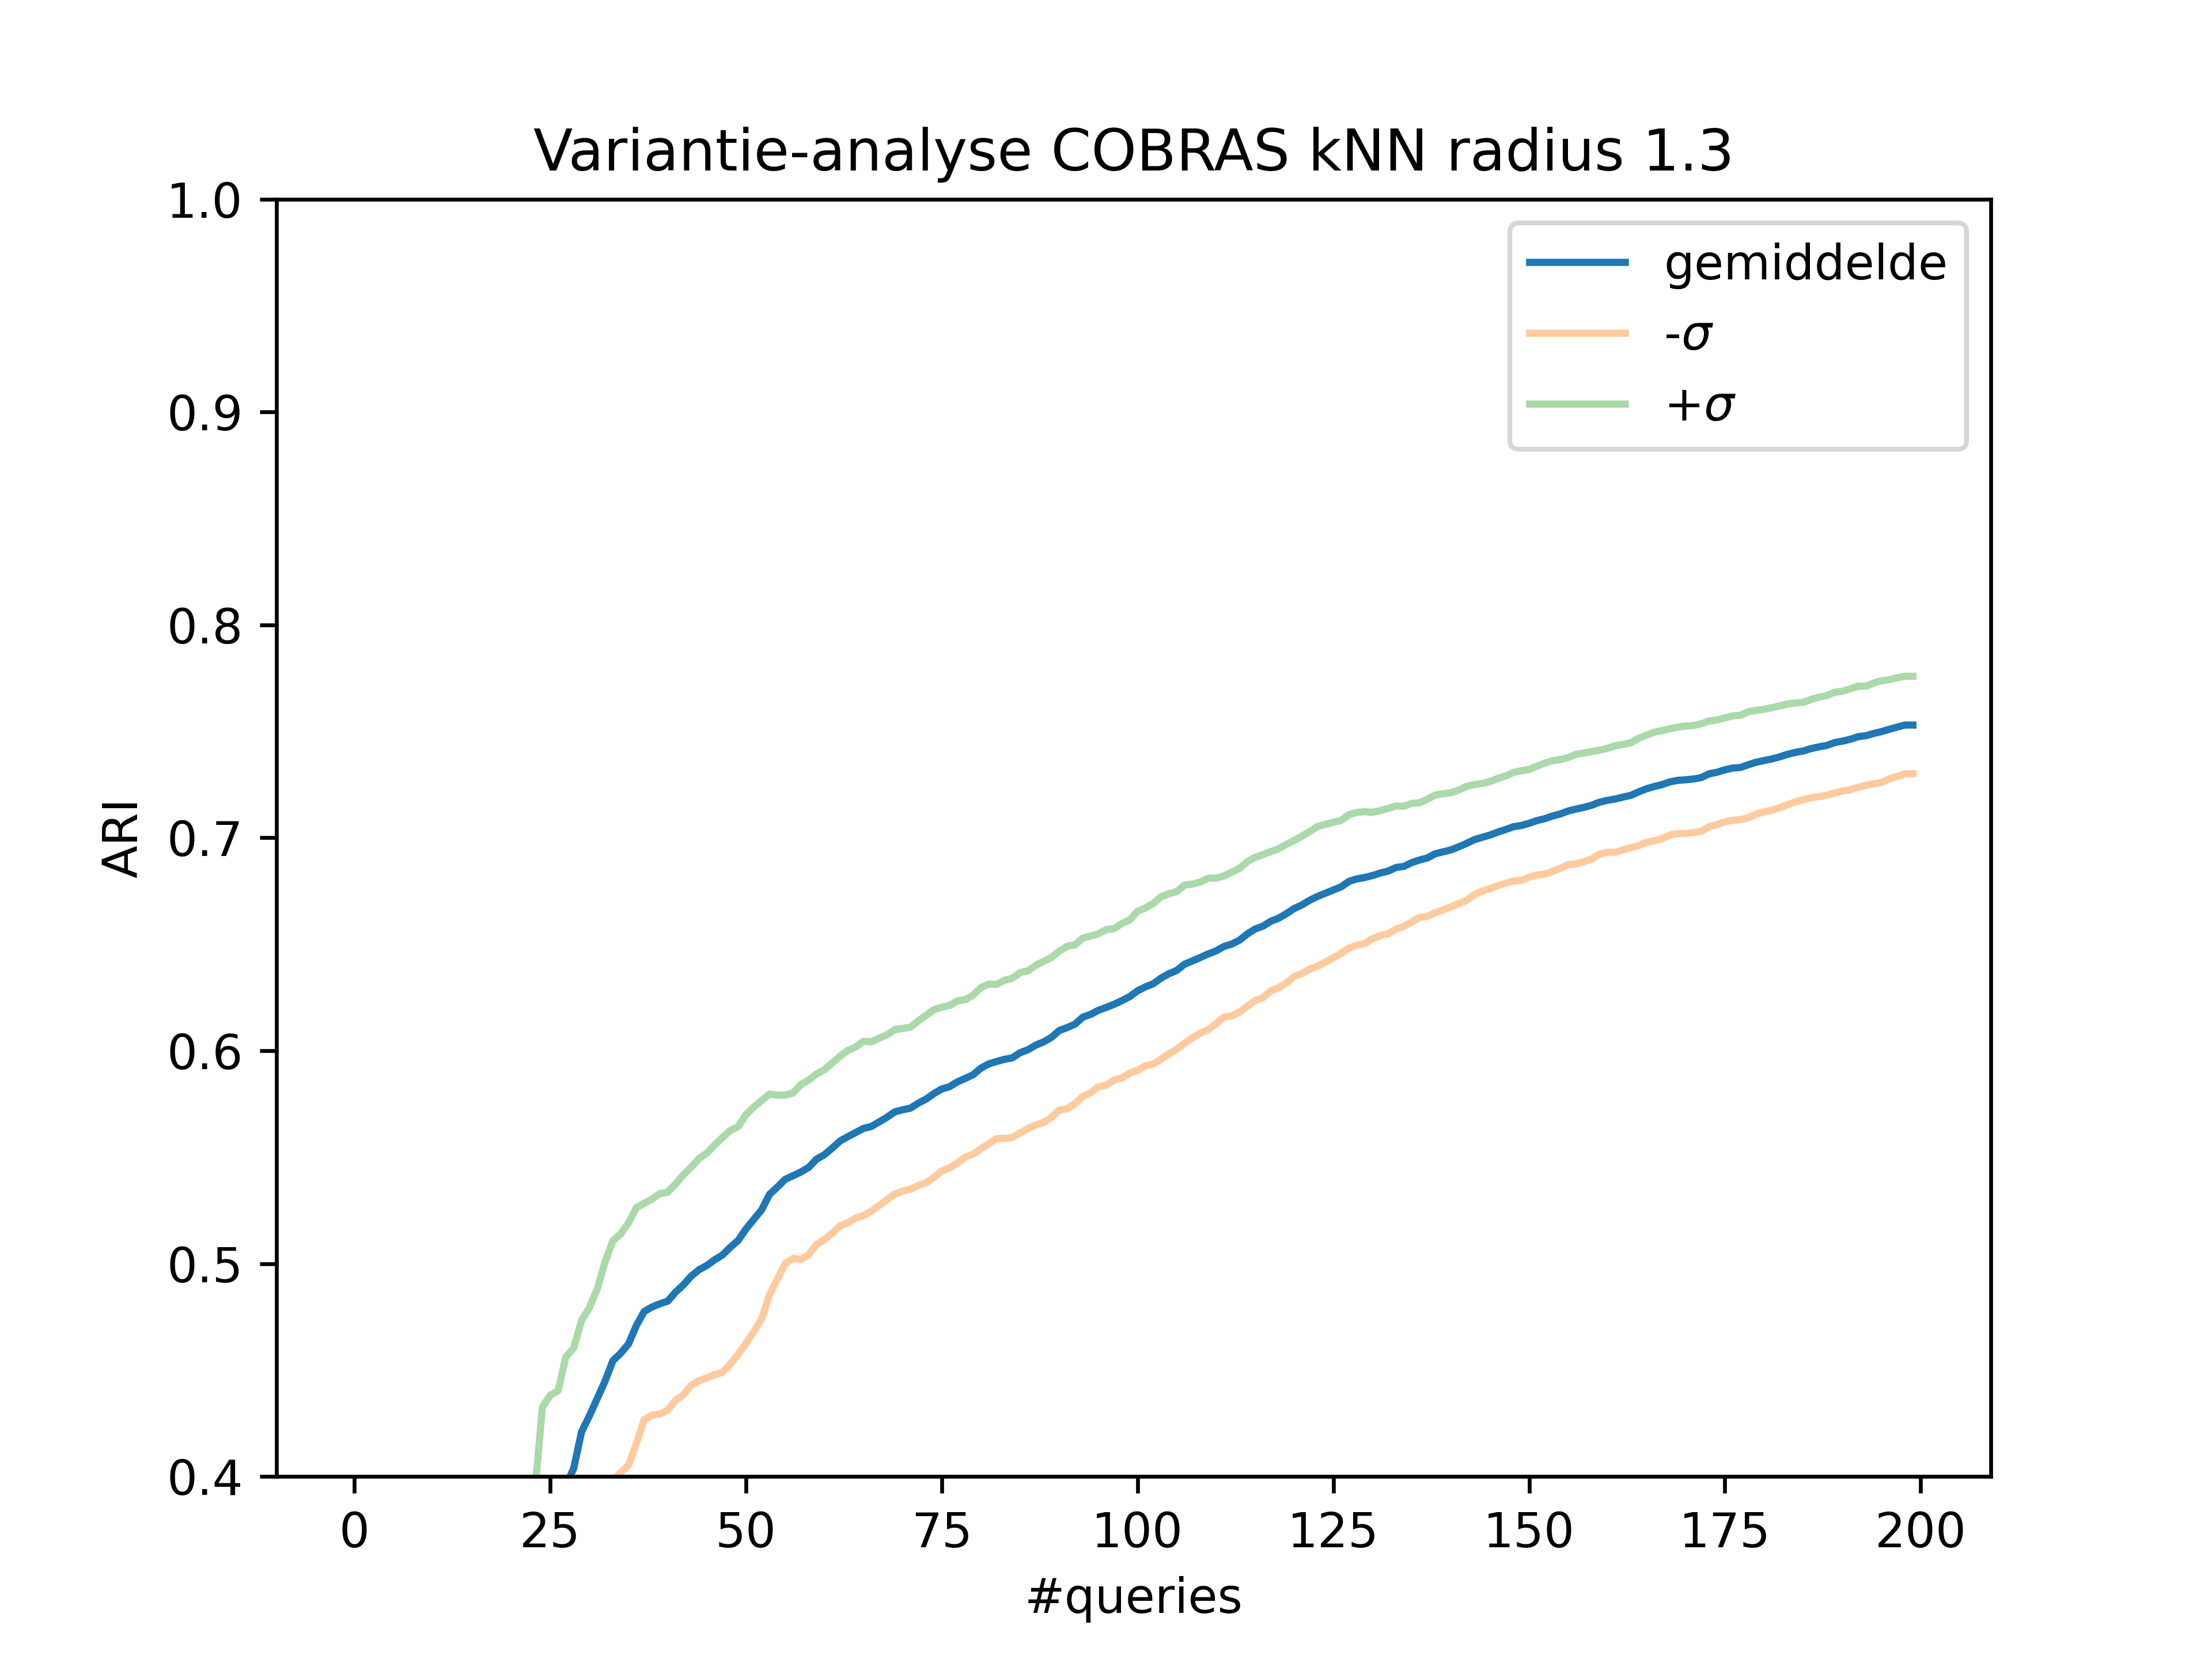 Variantie-analyse COBRAS kNN radius 1.3
1.0
0.9
0.8
0.7
0.6
0.5
0.4
ARI
gemiddelde
-σ
+σ
0 25 50 75 100 125 150 175 200
#queries